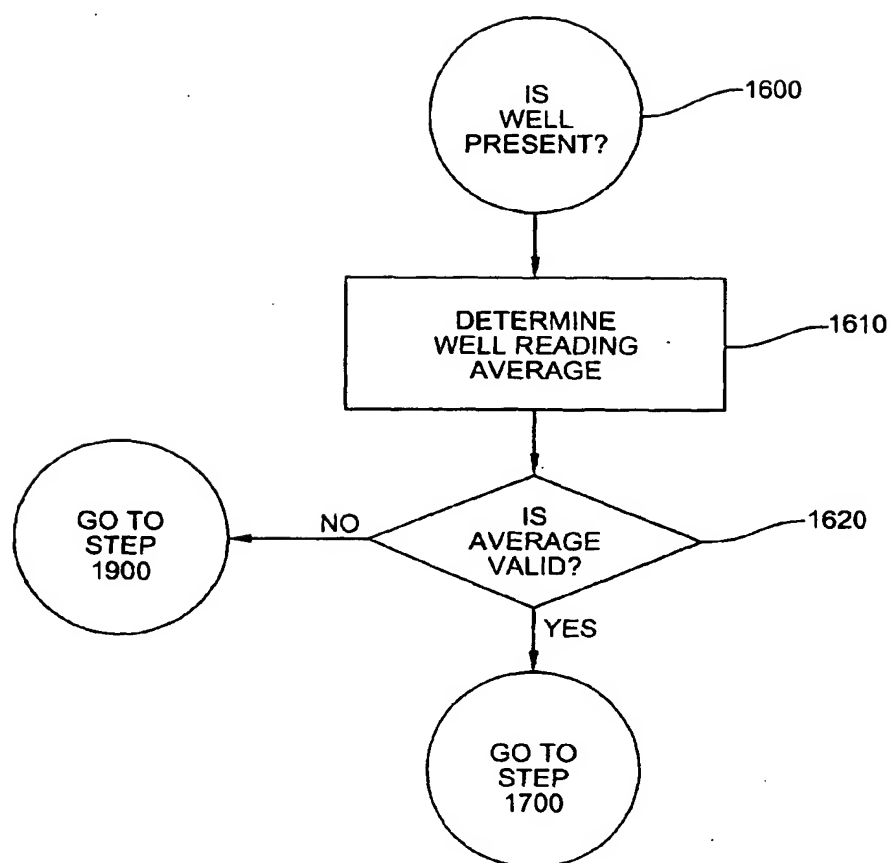 IS
WELL
PRESENT?
1600
DETERMINE
WELL READING
AVERAGE
1610
GO TO
STEP
1900
NO
IS
AVERAGE
VALID?
1620
YES
GO TO
STEP
1700